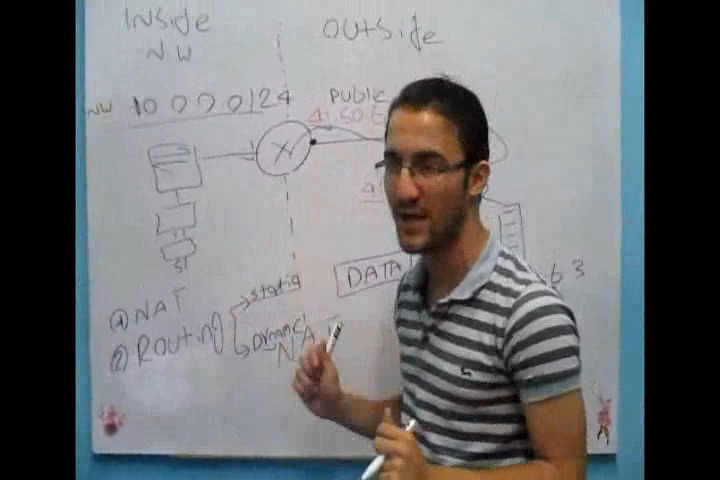 INSide
OUtside
NW
NW 10 0 0 0 /24
PUblic
41.50.6
DATA
6 3
① NAT
② ROUtiNg
Static
Dynamic
NAT